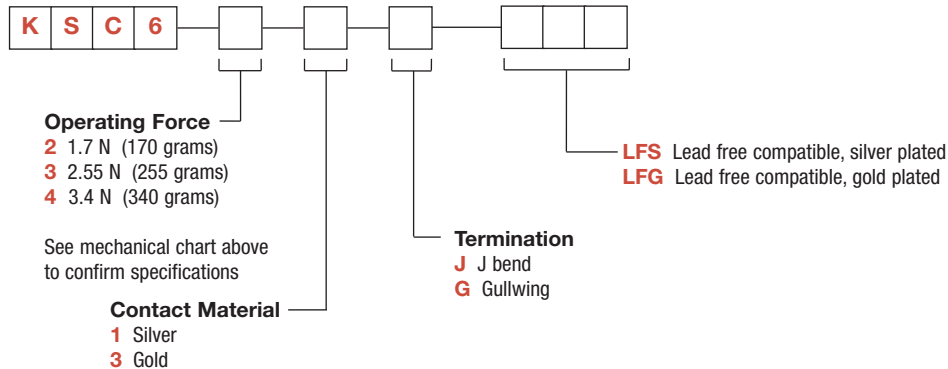 K S C 6
Operating Force
2 1.7 N (170 grams)
3 2.55 N (255 grams)
4 3.4 N (340 grams)
See mechanical chart above
to confirm specifications
Contact Material
1 Silver
3 Gold
Termination
J J bend
G Gullwing
LFS Lead free compatible, silver plated
LFG Lead free compatible, gold plated